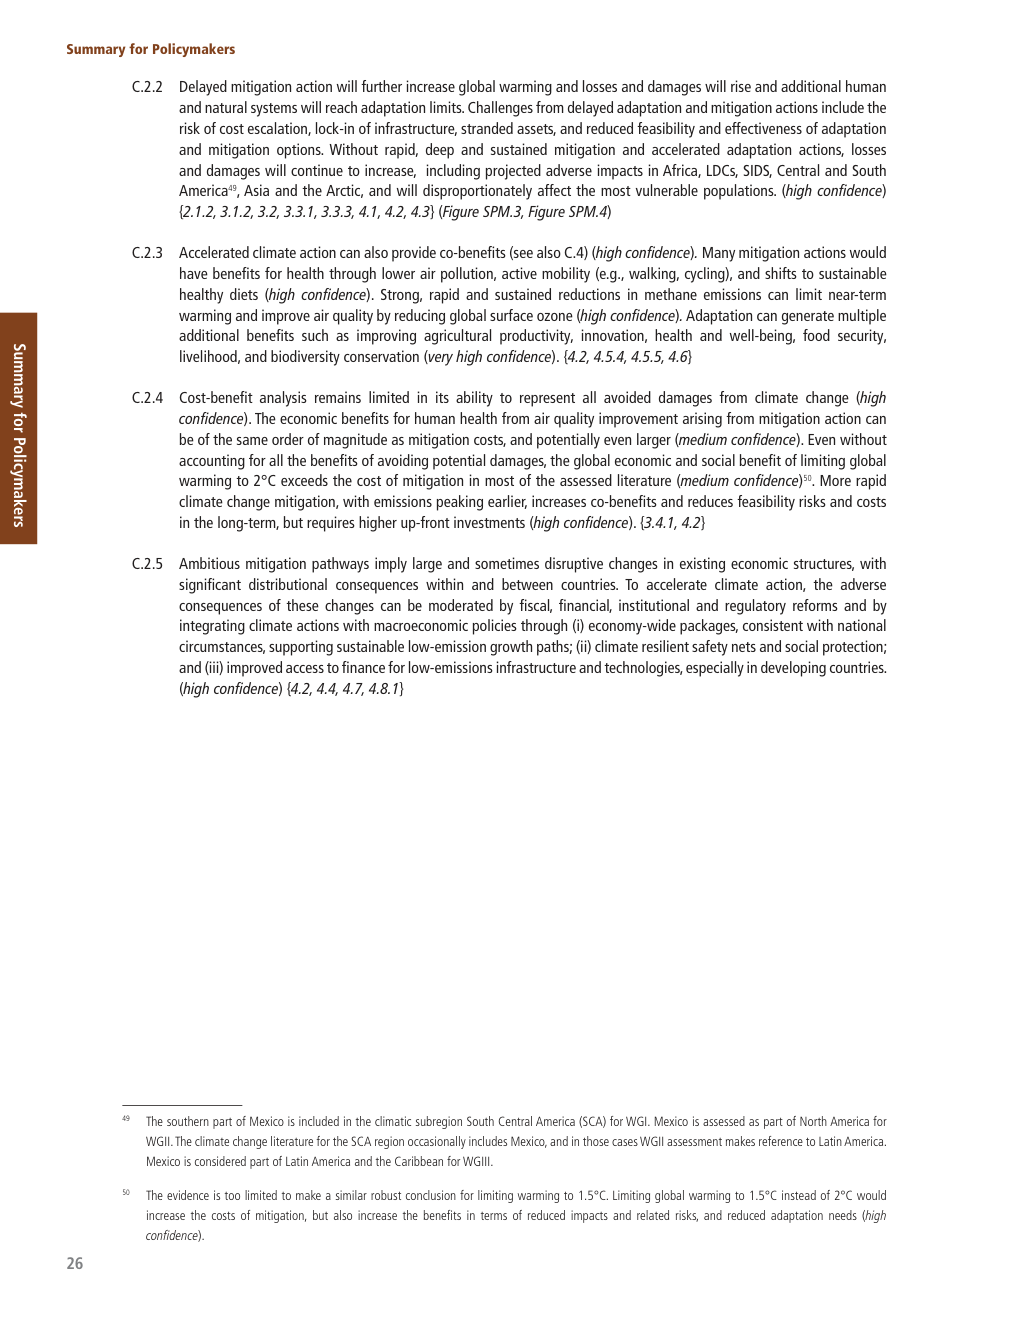 Summary for Policymakers
C.2.2 Delayed mitigation action will further increase global warming and losses and damages will rise and additional human
and natural systems will reach adaptation limits. Challenges from delayed adaptation and mitigation actions include the
risk of cost escalation, lock-in of infrastructure, stranded assets, and reduced feasibility and effectiveness of adaptation
and mitigation options. Without rapid, deep and sustained mitigation and accelerated adaptation actions, losses
and damages will continue to increase, including projected adverse impacts in Africa, LDCs, SIDS, Central and South
America49, Asia and the Arctic, and will disproportionately affect the most vulnerable populations. (high confidence)
{2.1.2, 3.1.2, 3.2, 3.3.1, 3.3.3, 4.1, 4.2, 4.3} (Figure SPM.3, Figure SPM.4)
C.2.3 Accelerated climate action can also provide co-benefits (see also C.4) (high confidence). Many mitigation actions would
have benefits for health through lower air pollution, active mobility (e.g., walking, cycling), and shifts to sustainable
healthy diets (high confidence). Strong, rapid and sustained reductions in methane emissions can limit near-term
warming and improve air quality by reducing global surface ozone (high confidence). Adaptation can generate multiple
additional benefits such as improving agricultural productivity, innovation, health and well-being, food security,
livelihood, and biodiversity conservation (very high confidence). {4.2, 4.5.4, 4.5.5, 4.6}
C.2.4 Cost-benefit analysis remains limited in its ability to represent all avoided damages from climate change (high
confidence). The economic benefits for human health from air quality improvement arising from mitigation action can
be of the same order of magnitude as mitigation costs, and potentially even larger (medium confidence). Even without
accounting for all the benefits of avoiding potential damages, the global economic and social benefit of limiting global
warming to 2°C exceeds the cost of mitigation in most of the assessed literature (medium confidence)50. More rapid
climate change mitigation, with emissions peaking earlier, increases co-benefits and reduces feasibility risks and costs
in the long-term, but requires higher up-front investments (high confidence). {3.4.1, 4.2}
C.2.5 Ambitious mitigation pathways imply large and sometimes disruptive changes in existing economic structures, with
significant distributional consequences within and between countries. To accelerate climate action, the adverse
consequences of these changes can be moderated by fiscal, financial, institutional and regulatory reforms and by
integrating climate actions with macroeconomic policies through (i) economy-wide packages, consistent with national
circumstances, supporting sustainable low-emission growth paths; (ii) climate resilient safety nets and social protection;
and (iii) improved access to finance for low-emissions infrastructure and technologies, especially in developing countries.
(high confidence) {4.2, 4.4, 4.7, 4.8.1}
Summary for Policymakers
49 The southern part of Mexico is included in the climatic subregion South Central America (SCA) for WGI. Mexico is assessed as part of North America for
WGII. The climate change literature for the SCA region occasionally includes Mexico, and in those cases WGII assessment makes reference to Latin America.
Mexico is considered part of Latin America and the Caribbean for WGIII.
50 The evidence is too limited to make a similar robust conclusion for limiting warming to 1.5°C. Limiting global warming to 1.5°C instead of 2°C would
increase the costs of mitigation, but also increase the benefits in terms of reduced impacts and related risks, and reduced adaptation needs (high
confidence).
26